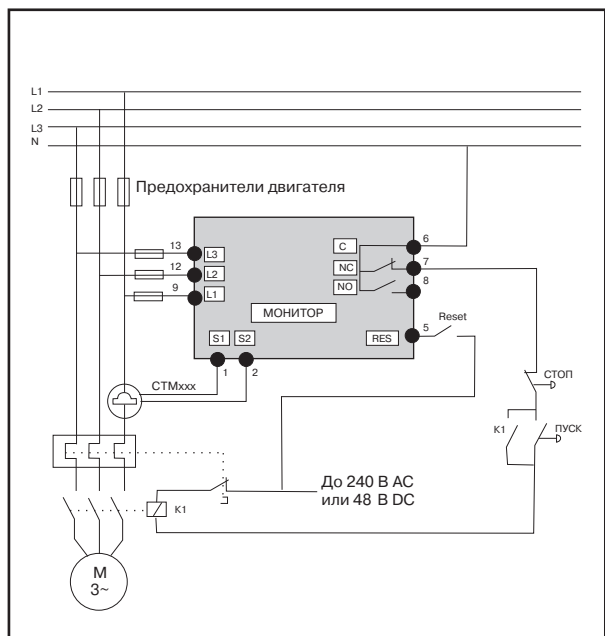 L1
L2
L3
N
Предохранители двигателя
13 L3
12 L2
9 L1
C 6
NC 7
NO 8
МОНИТОР
S1 S2
RES 5 Reset
1 2
CTMxxx
СТОП
K1 ПУСК
До 240 В AC
или 48 В DC
K1
M
3~